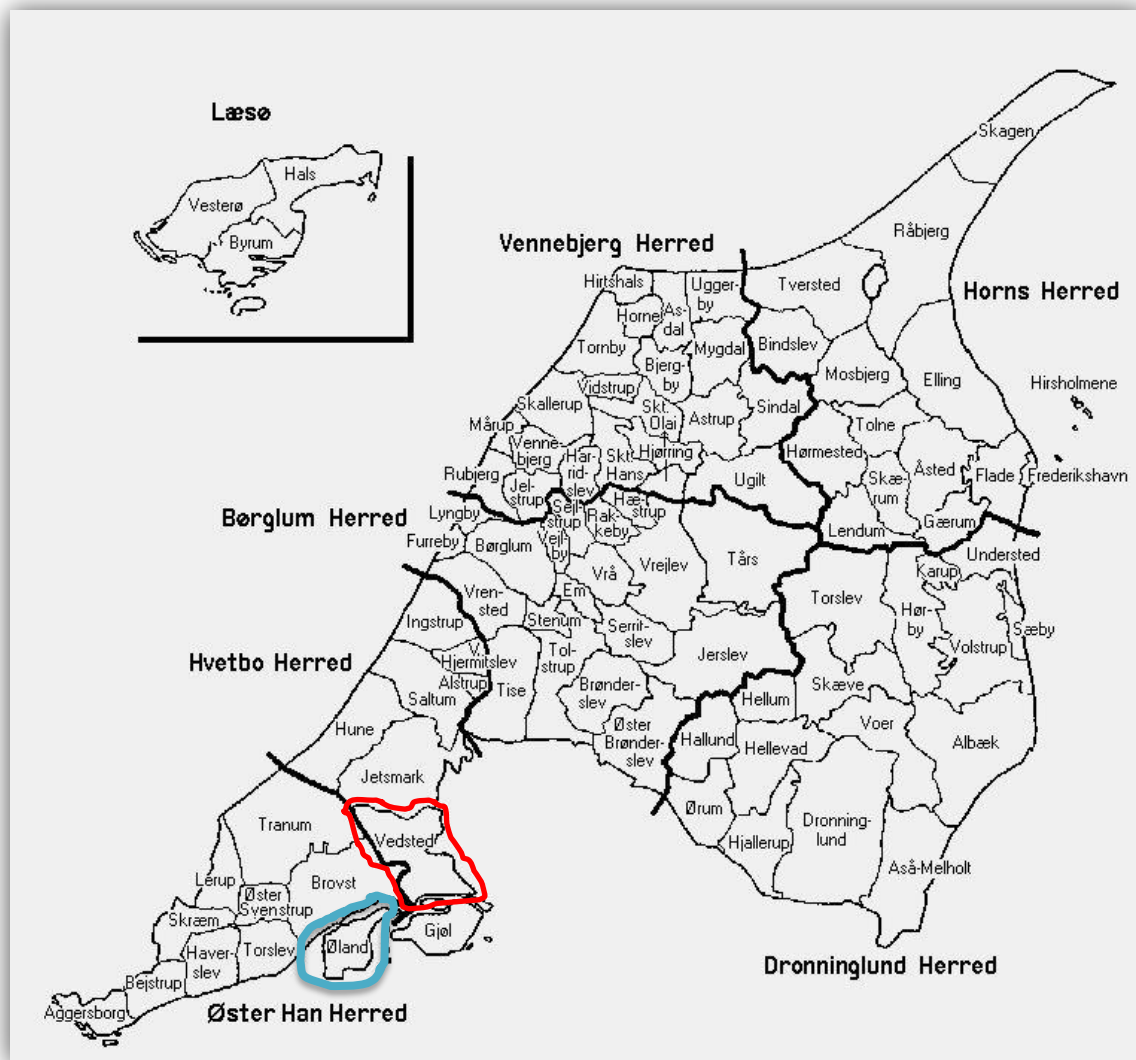 Læsø
Hals
Vesterø
Byrum
Skagen
Råbjerg
Vennebjerg Herred
Horns Herred
Hirtshals
Ugger-
by
Tversted
Hornel
As-
dal
Tornby
Bjerg-
by
Mygdal
Bindslev
Mosbjerg
Elling
Hirsholmene
Vidstrup
Skallerup
Skt.
Olai
Astrup
Sindal
Mårup
Venne-
bjerg
Hjørring
Tolne
Hørmested
Åsted
Rubjerg
Har-
rid-
slev
Skt.
Hans
Ugilt
Skæ-
rum
Flade
Frederikshavn
Jel-
strup
Børglum Herred
Lyngby
Sejl-
strup
Hæ-
strup
Rak-
keby
Lendum
Gærum
Furreby
Børglum
Vejl-
by
Vrå
Vrejlev
Tårs
Understed
Karup
Vren-
sted
Em
Torslev
Hør-
by
Sæby
Ingstrup
Stenum
Serrit-
slev
Volstrup
Hvetbo Herred
V.
Hjermitslev
Tol-
strup
Jerslev
Alstrup
Tise
Saltum
Brønder-
slev
Skæve
Hellum
Hune
Øster
Brønder-
slev
Hallund
Hellevad
Voer
Albæk
Jetsmark
Ørum
Hjallerup
Dronning-
lund
Aså-Melholt
Tranum
Vedsted
Lerup
Øster
Svenstrup
Brovst
Skræm
Haver-
slev
Torslev
Øland
Gjøl
Bejstrup
Aggersborg
Øster Han Herred
Dronninglund Herred